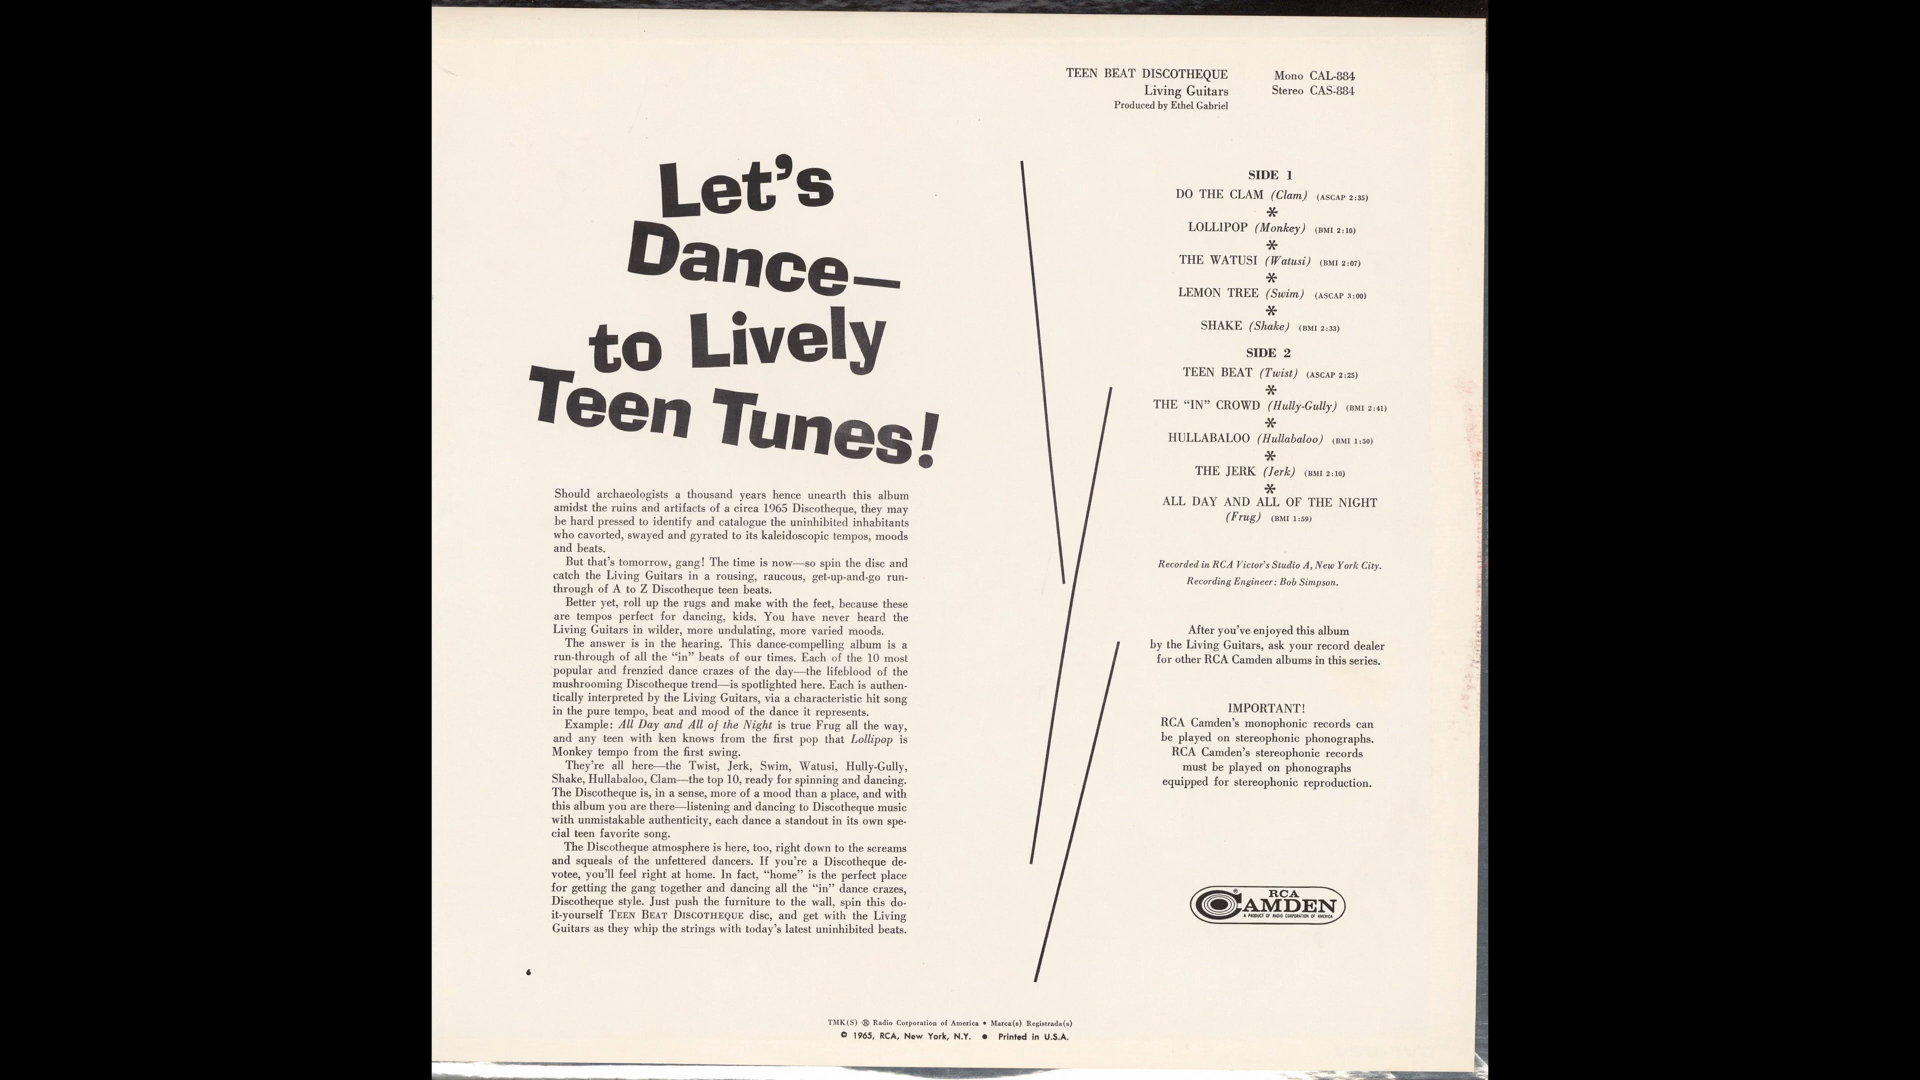 TEEN BEAT DISCOTHEQUE
Living Guitars
Produced by Ethel Gabriel
Mono CAL-884
Stereo CAS-884
Let's
Dance—
to Lively
Teen Tunes!
Should archaeologists a thousand years hence unearth this album
amidst the ruins and artifacts of a circa 1965 Discotheque, they may
be hard pressed to identify and catalogue the uninhibited inhabitants
who cavorted, swayed and gyrated to its kaleidoscopic tempos, moods
and beats.
But that's tomorrow, gang! The time is now—so spin the disc and
catch the Living Guitars in a rousing, raucous, get-up-and-go run-
through of A to Z Discotheque teen beats.
Better yet, roll up the rugs and make with the feet, because these
are tempos perfect for dancing, kids. You have never heard the
Living Guitars in wilder, more undulating, more varied moods.
The answer is in the hearing. This dance-compelling album is a
run-through of all the "in" beats of our times. Each of the 10 most
popular and frenzied dance crazes of the day—the lifeblood of the
mushrooming Discotheque trend—is spotlighted here. Each is authen-
tically interpreted by the Living Guitars, via a characteristic hit song
in the pure tempo, beat and mood of the dance it represents.
Example: All Day and All of the Night is true Frug all the way,
and any teen with ken knows from the first pop that Lollipop is
Monkey tempo from the first swing.
They're all here—the Twist, Jerk, Swim, Watusi, Hully-Gully,
Shake, Hullabaloo, Clam—the top 10, ready for spinning and dancing.
The Discotheque is, in a sense, more of a mood than a place, and with
this album you are there—listening and dancing to Discotheque music
with unmistakable authenticity, each dance a standout in its own spe-
cial teen favorite song.
The Discotheque atmosphere is here, too, right down to the screams
and squeals of the unfettered dancers. If you're a Discotheque de-
votee, you'll feel right at home. In fact, "home" is the perfect place
for getting the gang together and dancing all the "in" dance crazes,
Discotheque style. Just push the furniture to the wall, spin this do-
it-yourself TEEN BEAT DISCOTHEQUE disc, and get with the Living
Guitars as they whip the strings with today's latest uninhibited beats.
6
SIDE 1
DO THE CLAM (Clam) (ASCAP 2:35)
*
LOLLIPOP (Monkey) (BMI 2:10)
*
THE WATUSI (Watusi) (BMI 2:07)
*
LEMON TREE (Swim) (ASCAP 3:00)
*
SHAKE (Shake) (BMI 2:33)
SIDE 2
TEEN BEAT (Twist) (ASCAP 2:25)
*
THE "IN" CROWD (Hully-Gully) (BMI 2:41)
*
HULLABALOO (Hullabaloo) (BMI 1:50)
*
THE JERK (Jerk) (BMI 2:10)
*
ALL DAY AND ALL OF THE NIGHT
(Frug) (BMI 1:59)
Recorded in RCA Victor's Studio A, New York City.
Recording Engineer: Bob Simpson.
After you've enjoyed this album
by the Living Guitars, ask your record dealer
for other RCA Camden albums in this series.
IMPORTANT!
RCA Camden's monophonic records can
be played on stereophonic phonographs.
RCA Camden's stereophonic records
must be played on phonographs
equipped for stereophonic reproduction.
RCA
CAMDEN ®
A PRODUCT OF RADIO CORPORATION OF AMERICA
TMK(S) ® Radio Corporation of America • Marca(s) Registrada(s)
© 1965, RCA, New York, N.Y. • Printed in U.S.A.